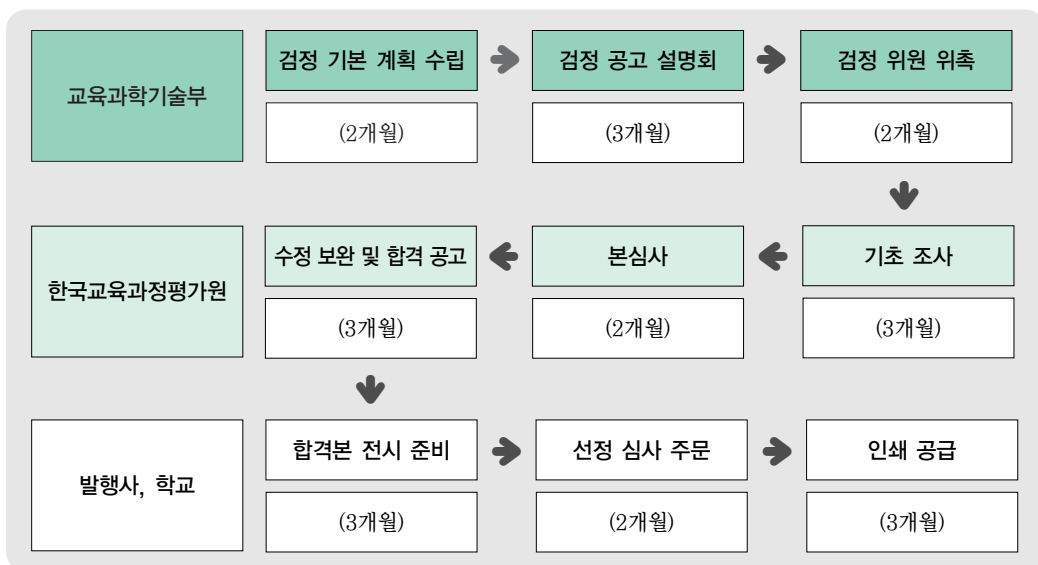 교육과학기술부
검정 기본 계획 수립
검정 공고 설명회
검정 위원 위촉
(2개월)
(3개월)
(2개월)
한국교육과정평가원
수정 보완 및 합격 공고
본심사
기초 조사
(3개월)
(2개월)
(3개월)
발행사, 학교
합격본 전시 준비
선정 심사 주문
인쇄 공급
(3개월)
(2개월)
(3개월)